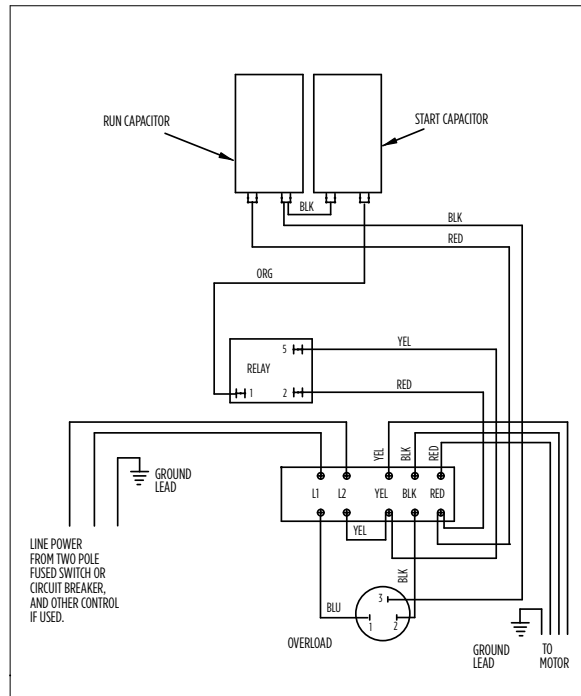 RUN CAPACITOR
START CAPACITOR
BLK
BLK
RED
ORG
5
YEL
RELAY
1
2
RED
YEL
BLK
RED
GROUND
LEAD
L1
L2
YEL
BLK
RED
YEL
LINE POWER
FROM TWO POLE
FUSED SWITCH OR
CIRCUIT BREAKER,
AND OTHER CONTROL
IF USED.
BLK
3
BLU
1
2
OVERLOAD
GROUND
LEAD
TO
MOTOR